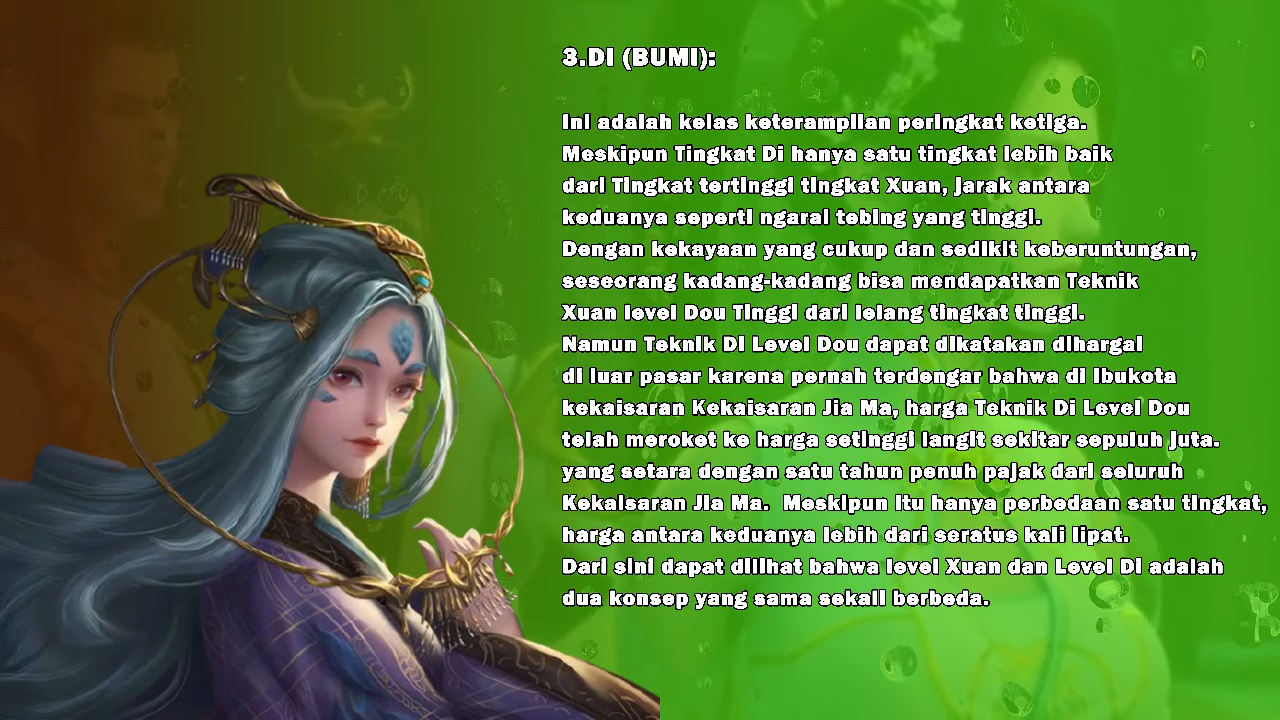 3.DI (BUMI):
Ini adalah kelas keterampilan peringkat ketiga.
Meskipun Tingkat Di hanya satu tingkat lebih baik
dari Tingkat tertinggi tingkat Xuan, jarak antara
keduanya seperti ngarai tebing yang tinggi.
Dengan kekayaan yang cukup dan sedikit keberuntungan,
seseorang kadang-kadang bisa mendapatkan Teknik
Xuan level Dou Tinggi dari lelang tingkat tinggi.
Namun Teknik Di Level Dou dapat dikatakan dihargai
di luar pasar karena pernah terdengar bahwa di Ibukota
kekaisaran Kekaisaran Jia Ma, harga Teknik Di Level Dou
telah meroket ke harga setinggi langit sekitar sepuluh juta.
yang setara dengan satu tahun penuh pajak dari seluruh
Kekaisaran Jia Ma.  Meskipun itu hanya perbedaan satu tingkat,
harga antara keduanya lebih dari seratus kali lipat.
Dari sini dapat dilihat bahwa level Xuan dan Level Di adalah
dua konsep yang sama sekali berbeda.